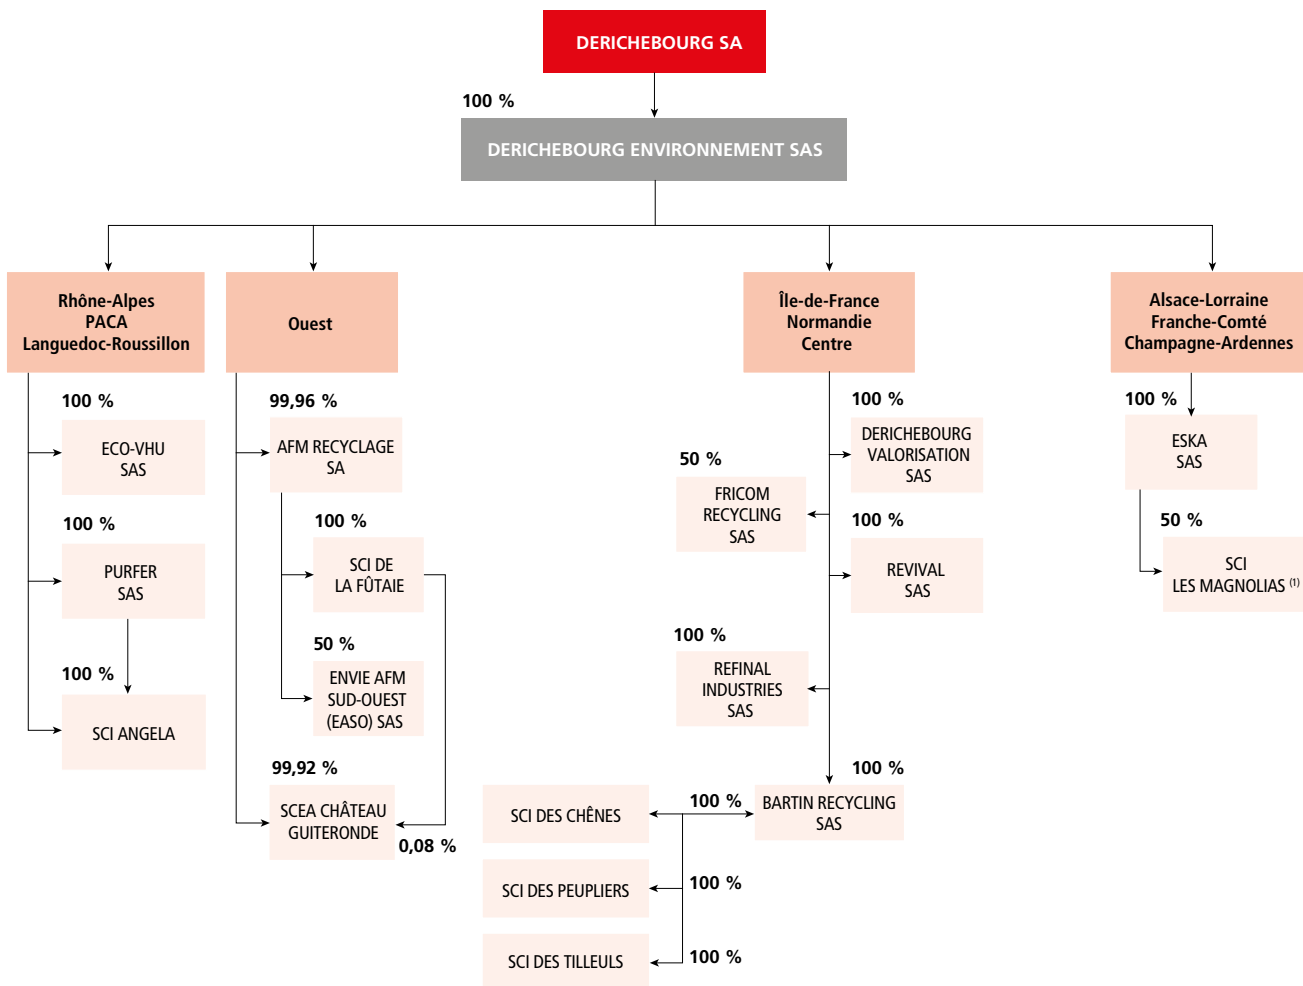 DERICHEBOURG SA
100 %
DERICHEBOURG ENVIRONNEMENT SAS
Rhône-Alpes
PACA
Languedoc-Roussillon
100 %
ECO-VHU
SAS
100 %
PURFER
SAS
100 %
SCI ANGELA
Ouest
99,96 %
AFM RECYCLAGE
SA
100 %
SCI DE
LA FÛTAIE
50 %
ENVIE AFM
SUD-OUEST
(EASO) SAS
99,92 %
SCEA CHÂTEAU
GUITERONDE
0,08 %
Île-de-France
Normandie
Centre
100 %
DERICHEBOURG
VALORISATION
SAS
50 %
FRICOM
RECYCLING
SAS
100 %
REVIVAL
SAS
100 %
REFINAL
INDUSTRIES
SAS
100 %
BARTIN RECYCLING
SAS
100 %
SCI DES CHÊNES
100 %
SCI DES PEUPLIERS
100 %
SCI DES TILLEULS
Alsace-Lorraine
Franche-Comté
Champagne-Ardennes
100 %
ESKA
SAS
50 %
SCI
LES MAGNOLIAS (1)